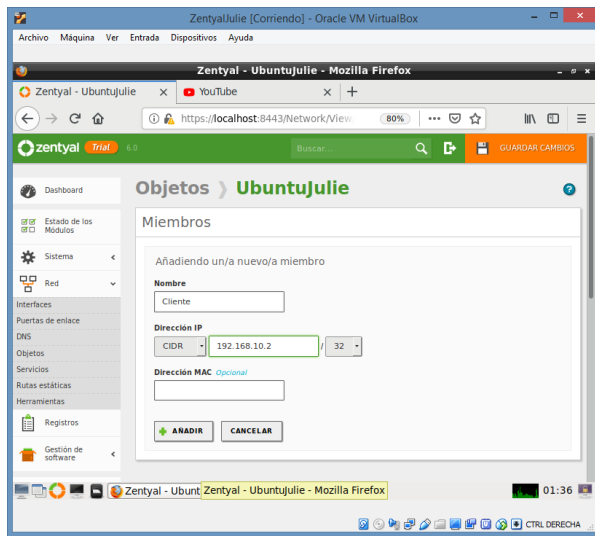 ZentyalJulie [Corriendo] - Oracle VM VirtualBox
Archivo Máquina Ver Entrada Dispositivos Ayuda
Zentyal - UbuntuJulie - Mozilla Firefox
Zentyal - UbuntuJulie × YouTube × +
https://localhost:8443/Network/View 80%
zentyal Trial 6.0 Buscar... GUARDAR CAMBIOS
Dashboard
Estado de los
Módulos
Sistema
Red
Interfaces
Puertas de enlace
DNS
Objetos
Servicios
Rutas estáticas
Herramientas
Registros
Gestión de
software
Objetos UbuntuJulie ?
Miembros
Añadiendo un/a nuevo/a miembro
Nombre
Cliente
Dirección IP
CIDR 192.168.10.2 / 32
Dirección MAC Opcional
AÑADIR CANCELAR
Zentyal - Ubunt Zentyal - UbuntuJulie - Mozilla Firefox 01:36
CTRL DERECHA